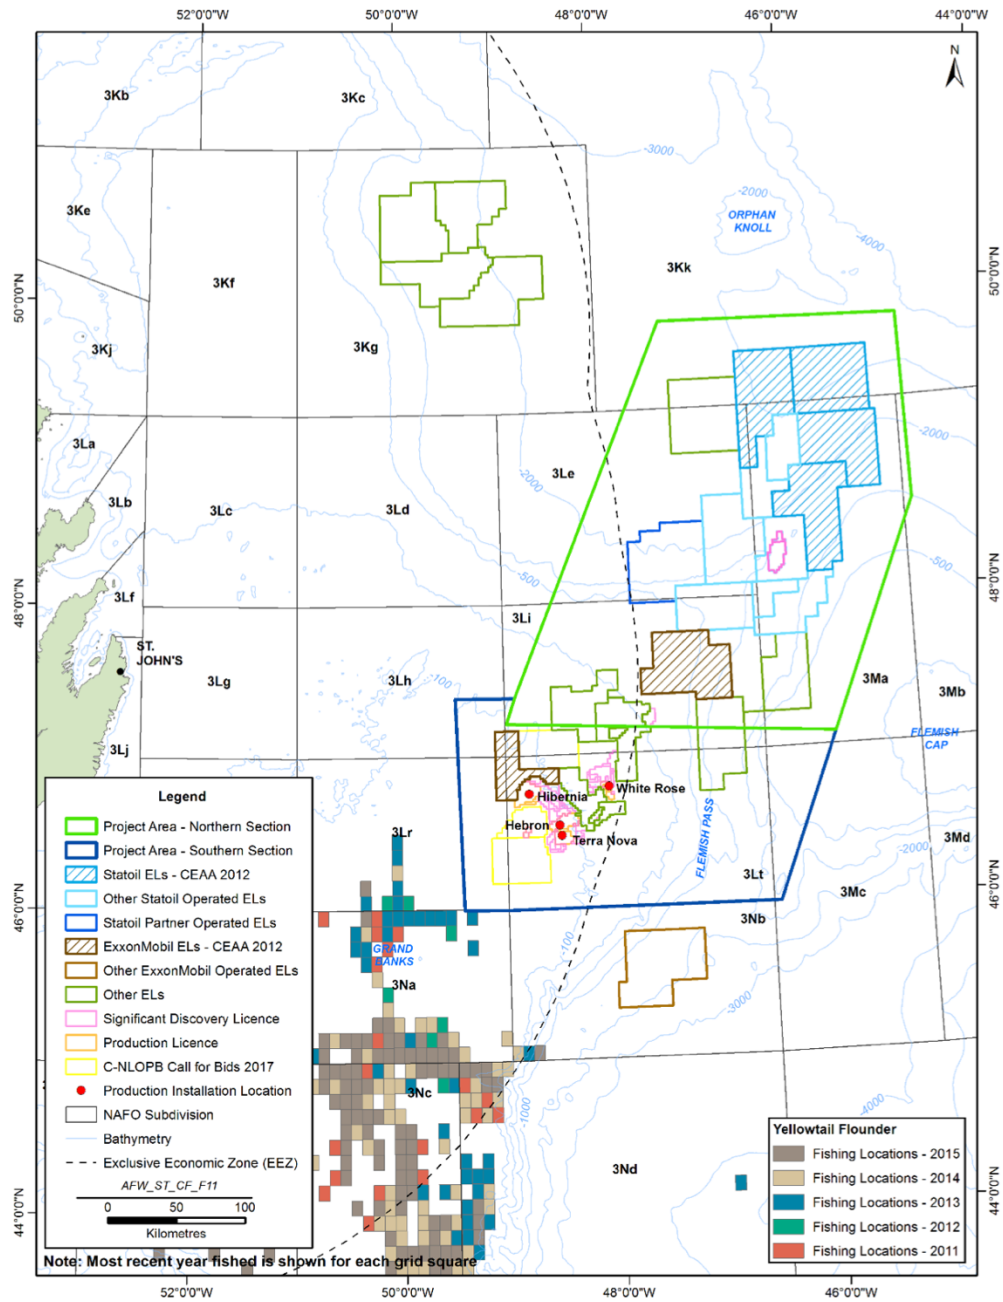 52°0'0"W 50°0'0"W 48°0'0"W 46°0'0"W 44°0'0"W
N
3Kb
3Kc
-3000
-2000
ORPHAN
KNOLL
-4000
3Ke
3Kk
50°0'0"N
50°0'0"N
3Kf
3Kg
3Kj
-2000
3La
3Le
-2000
3Lb
3Lc
3Ld
-500
-500
48°0'0"N
48°0'0"N
3Lf
3Li
ST.
JOHN'S
3Lg
3Lh
-100
3Ma
3Mb
FLEMISH
CAP
3Lj
White Rose
Hibernia
Hebron
Terra Nova
FLEMISH PASS
3Lr
3Md
-2000
3Lt
3Mc
46°0'0"N
46°0'0"N
3Nb
-100
GRAND
BANKS
3Na
-3000
3Nc
-1000
-4000
3Nd
44°0'0"N
44°0'0"N
Legend
Project Area - Northern Section
Project Area - Southern Section
Statoil ELs - CEAA 2012
Other Statoil Operated ELs
Statoil Partner Operated ELs
ExxonMobil ELs - CEAA 2012
Other ExxonMobil Operated ELs
Other ELs
Significant Discovery Licence
Production Licence
C-NLOPB Call for Bids 2017
Production Installation Location
NAFO Subdivision
Bathymetry
Exclusive Economic Zone (EEZ)
AFW_ST_CF_F11
0 50 100
Kilometres
Note: Most recent year fished is shown for each grid square
Yellowtail Flounder
Fishing Locations - 2015
Fishing Locations - 2014
Fishing Locations - 2013
Fishing Locations - 2012
Fishing Locations - 2011
52°0'0"W 50°0'0"W 48°0'0"W 46°0'0"W